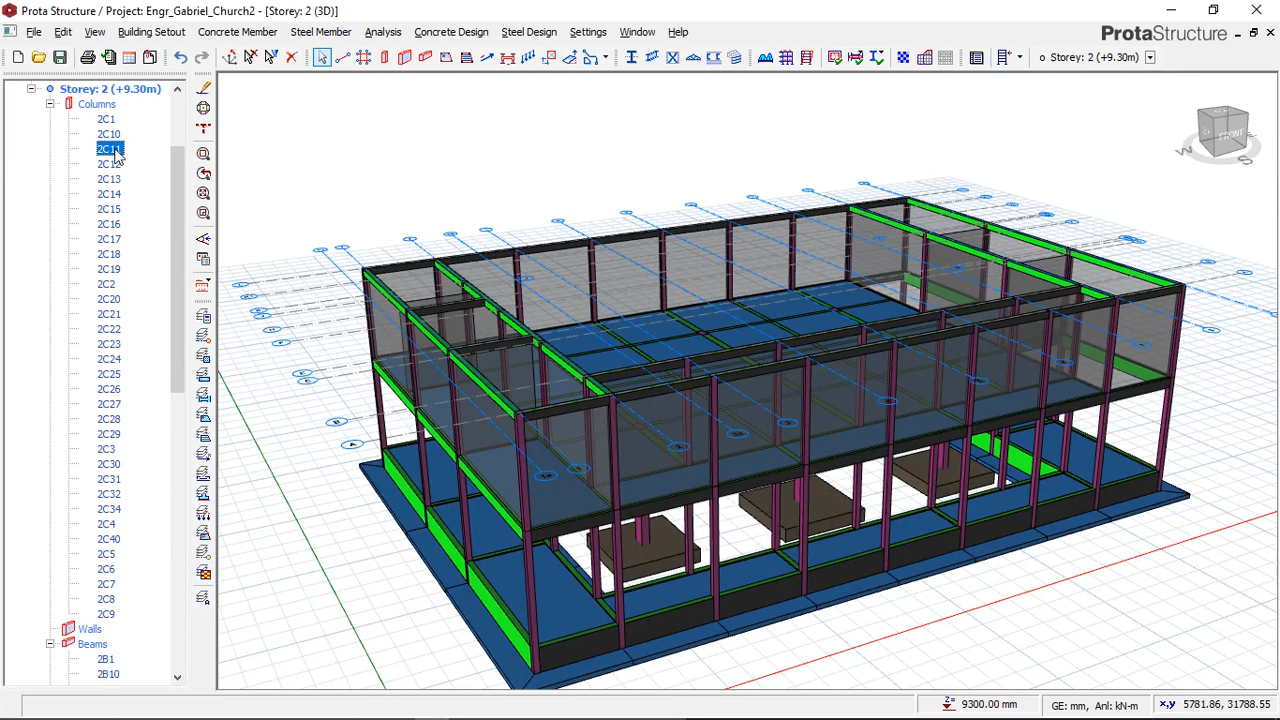 Prota Structure - Project: Engr_Gabriel_Church2 - [Storey: 2 (3D)]
File Edit View Building Setout Concrete Member Steel Member Analysis Concrete Design Steel Design Settings Window Help
ProtaStructure
Storey: 2 (+9.30m)
Storey: 2 (+9.30m)
Columns
2C1
2C10
2C11
2C12
2C13
2C14
2C15
2C16
2C17
2C18
2C19
2C2
2C20
2C21
2C22
2C23
2C24
2C25
2C26
2C27
2C28
2C29
2C3
2C30
2C31
2C32
2C34
2C4
2C40
2C5
2C6
2C7
2C8
2C9
Walls
Beams
2B1
2B10
FRONT
W
S
Z= 9300.00 mm
GE: mm, Anl: kN-m
x,y 5781.86, 31788.55